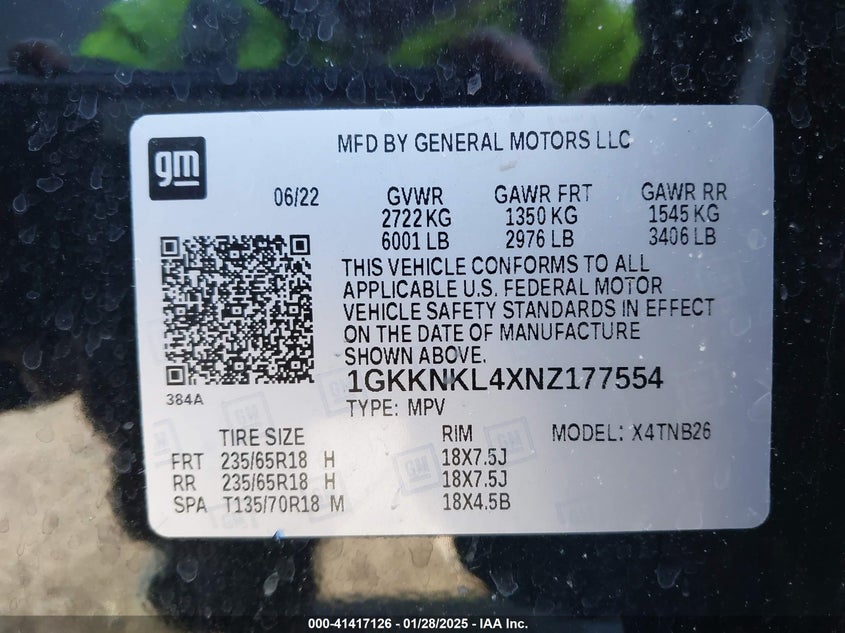 gm
MFD BY GENERAL MOTORS LLC
06/22 GVWR GAWR FRT GAWR RR
2722 KG 1350 KG 1545 KG
6001 LB 2976 LB 3406 LB
THIS VEHICLE CONFORMS TO ALL
APPLICABLE U.S. FEDERAL MOTOR
VEHICLE SAFETY STANDARDS IN EFFECT
ON THE DATE OF MANUFACTURE
SHOWN ABOVE.
384A
1GKKNKL4XNZ177554
TYPE: MPV
TIRE SIZE RIM MODEL: X4TNB26
FRT 235/65R18 H 18X7.5J
RR 235/65R18 H 18X7.5J
SPA T135/70R18 M 18X4.5B
000-41417126 - 01/28/2025 - IAA Inc.